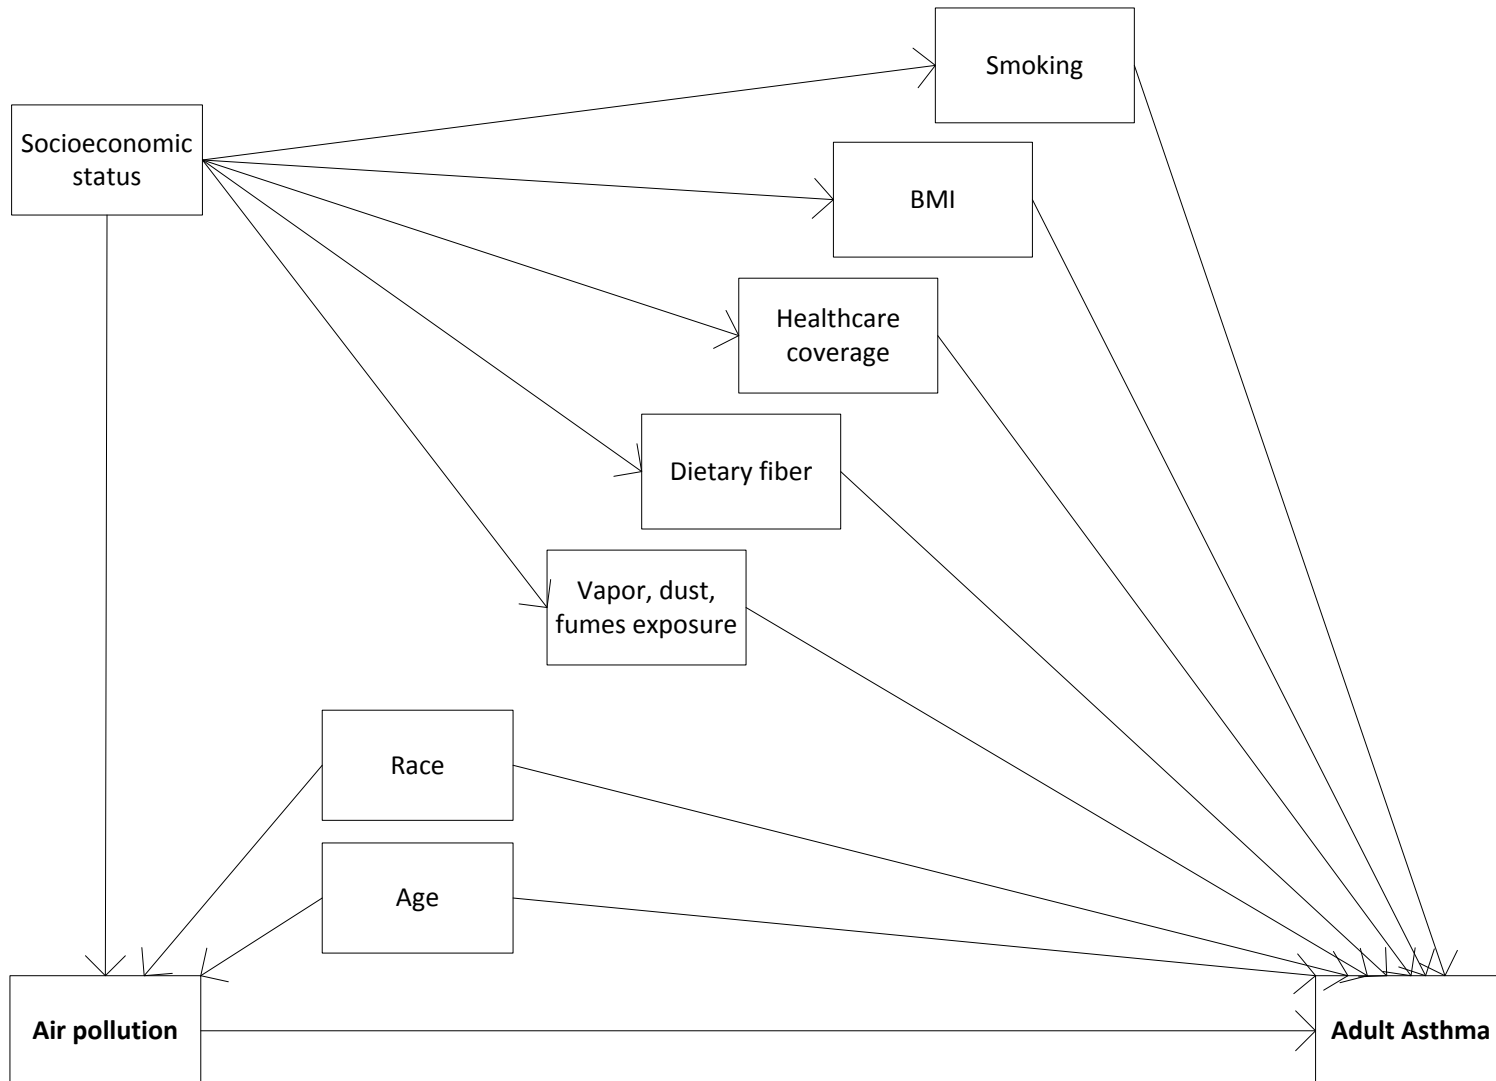 Smoking
Socioeconomic
status
BMI
Healthcare
coverage
Dietary fiber
Vapor, dust,
fumes exposure
Race
Age
Air pollution
Adult Asthma